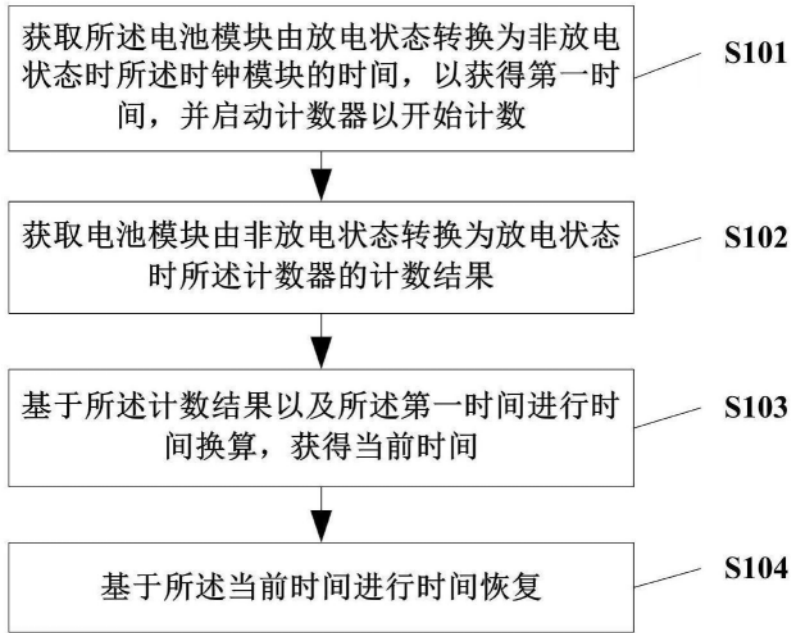 获取所述电池模块由放电状态转换为非放电
状态时所述时钟模块的时间，以获得第一时
间，并启动计数器以开始计数
S101
获取电池模块由非放电状态转换为放电状态
时所述计数器的计数结果
S102
基于所述计数结果以及所述第一时间进行时
间换算，获得当前时间
S103
基于所述当前时间进行时间恢复
S104